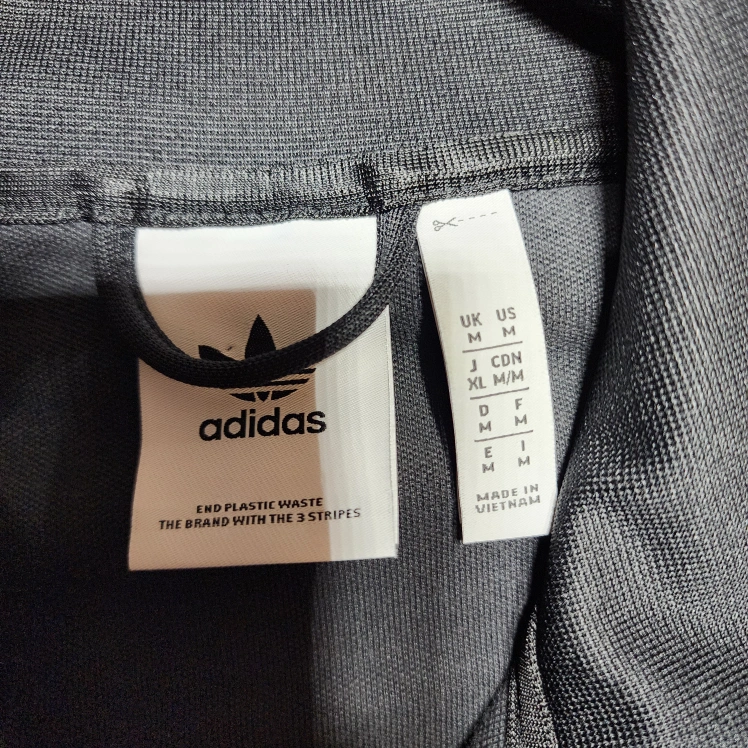 adidas
END PLASTIC WASTE
THE BRAND WITH THE 3 STRIPES
UK US
M M
J CDN
XL M/M
D F
M M
E I
M M
MADE IN
VIETNAM